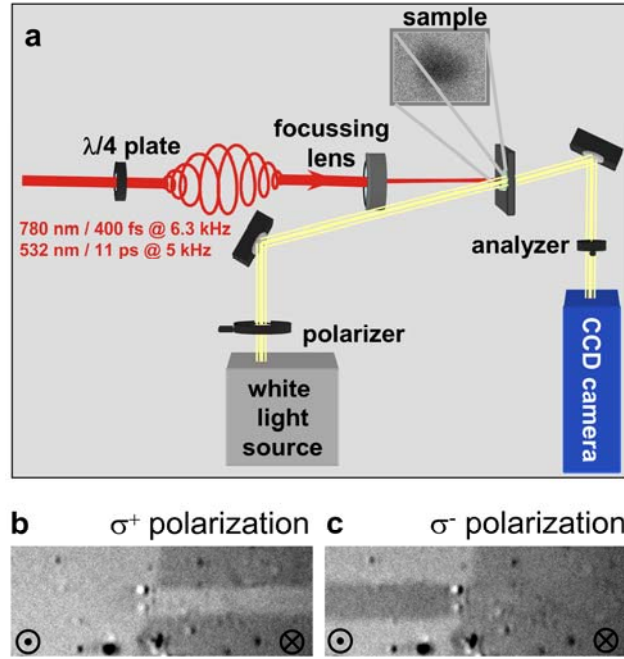 a
sample
λ/4 plate
focussing
lens
780 nm / 400 fs @ 6.3 kHz
532 nm / 11 ps @ 5 kHz
analyzer
polarizer
CCD camera
white
light
source
b σ+ polarization
c σ- polarization